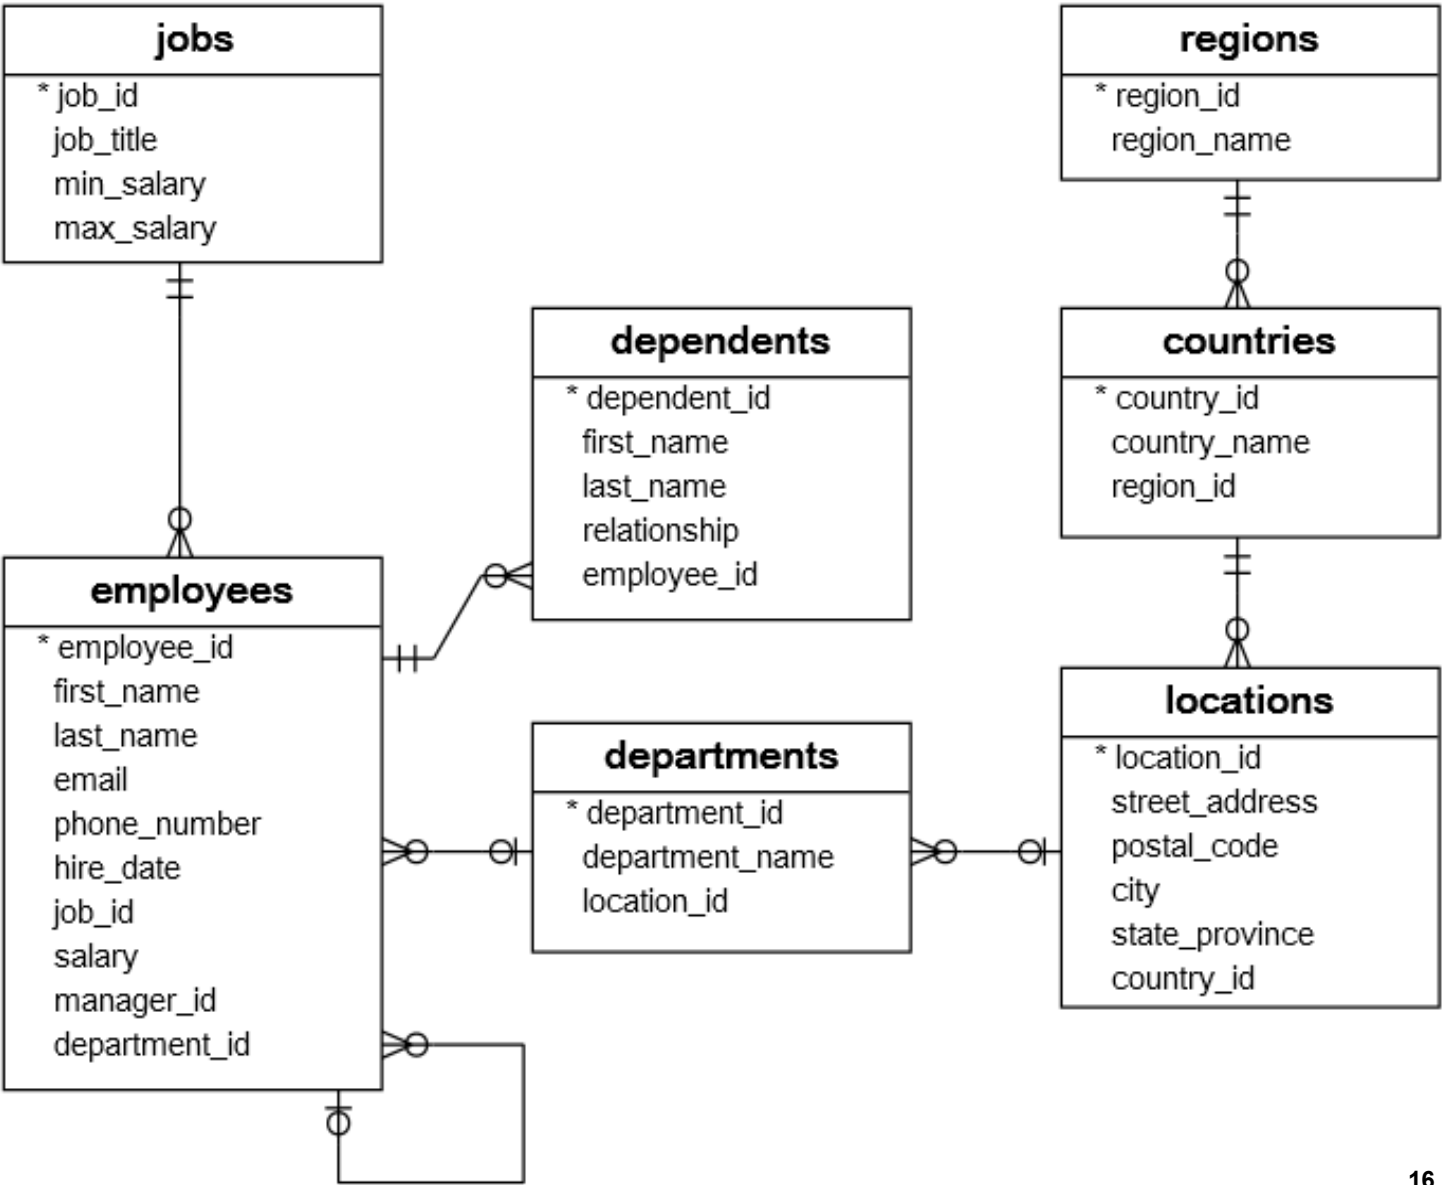 jobs
* job_id
job_title
min_salary
max_salary
regions
* region_id
region_name
dependents
* dependent_id
first_name
last_name
relationship
employee_id
countries
* country_id
country_name
region_id
employees
* employee_id
first_name
last_name
email
phone_number
hire_date
job_id
salary
manager_id
department_id
departments
* department_id
department_name
location_id
locations
* location_id
street_address
postal_code
city
state_province
country_id
16